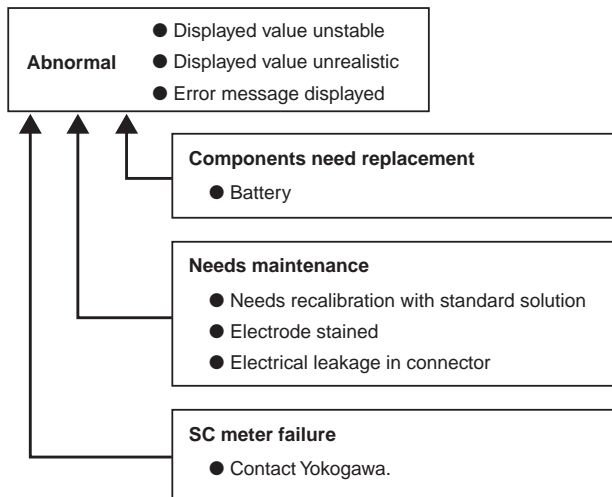 Abnormal
● Displayed value unstable
● Displayed value unrealistic
● Error message displayed
Components need replacement
● Battery
Needs maintenance
● Needs recalibration with standard solution
● Electrode stained
● Electrical leakage in connector
SC meter failure
● Contact Yokogawa.